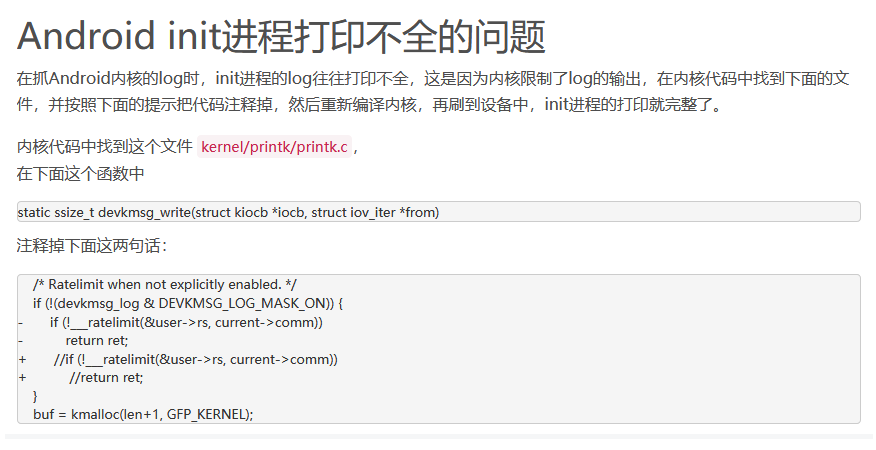 Android init进程打印不全的问题
在抓Android内核的log时，init进程的log往往打印不全，这是因为内核限制了log的输出，在内核代码中找到下面的文
件，并按照下面的提示把代码注释掉，然后重新编译内核，再刷到设备中，init进程的打印就完整了。
内核代码中找到这个文件 kernel/printk/printk.c，
在下面这个函数中
static ssize_t devkmsg_write(struct kiocb *iocb, struct iov_iter *from)
注释掉下面这两句话：
/* Ratelimit when not explicitly enabled. */
if (!(devkmsg_log & DEVKMSG_LOG_MASK_ON)) {
- if (!___ratelimit(&user->rs, current->comm))
- return ret;
+ //if (!___ratelimit(&user->rs, current->comm))
+ //return ret;
}
buf = kmalloc(len+1, GFP_KERNEL);